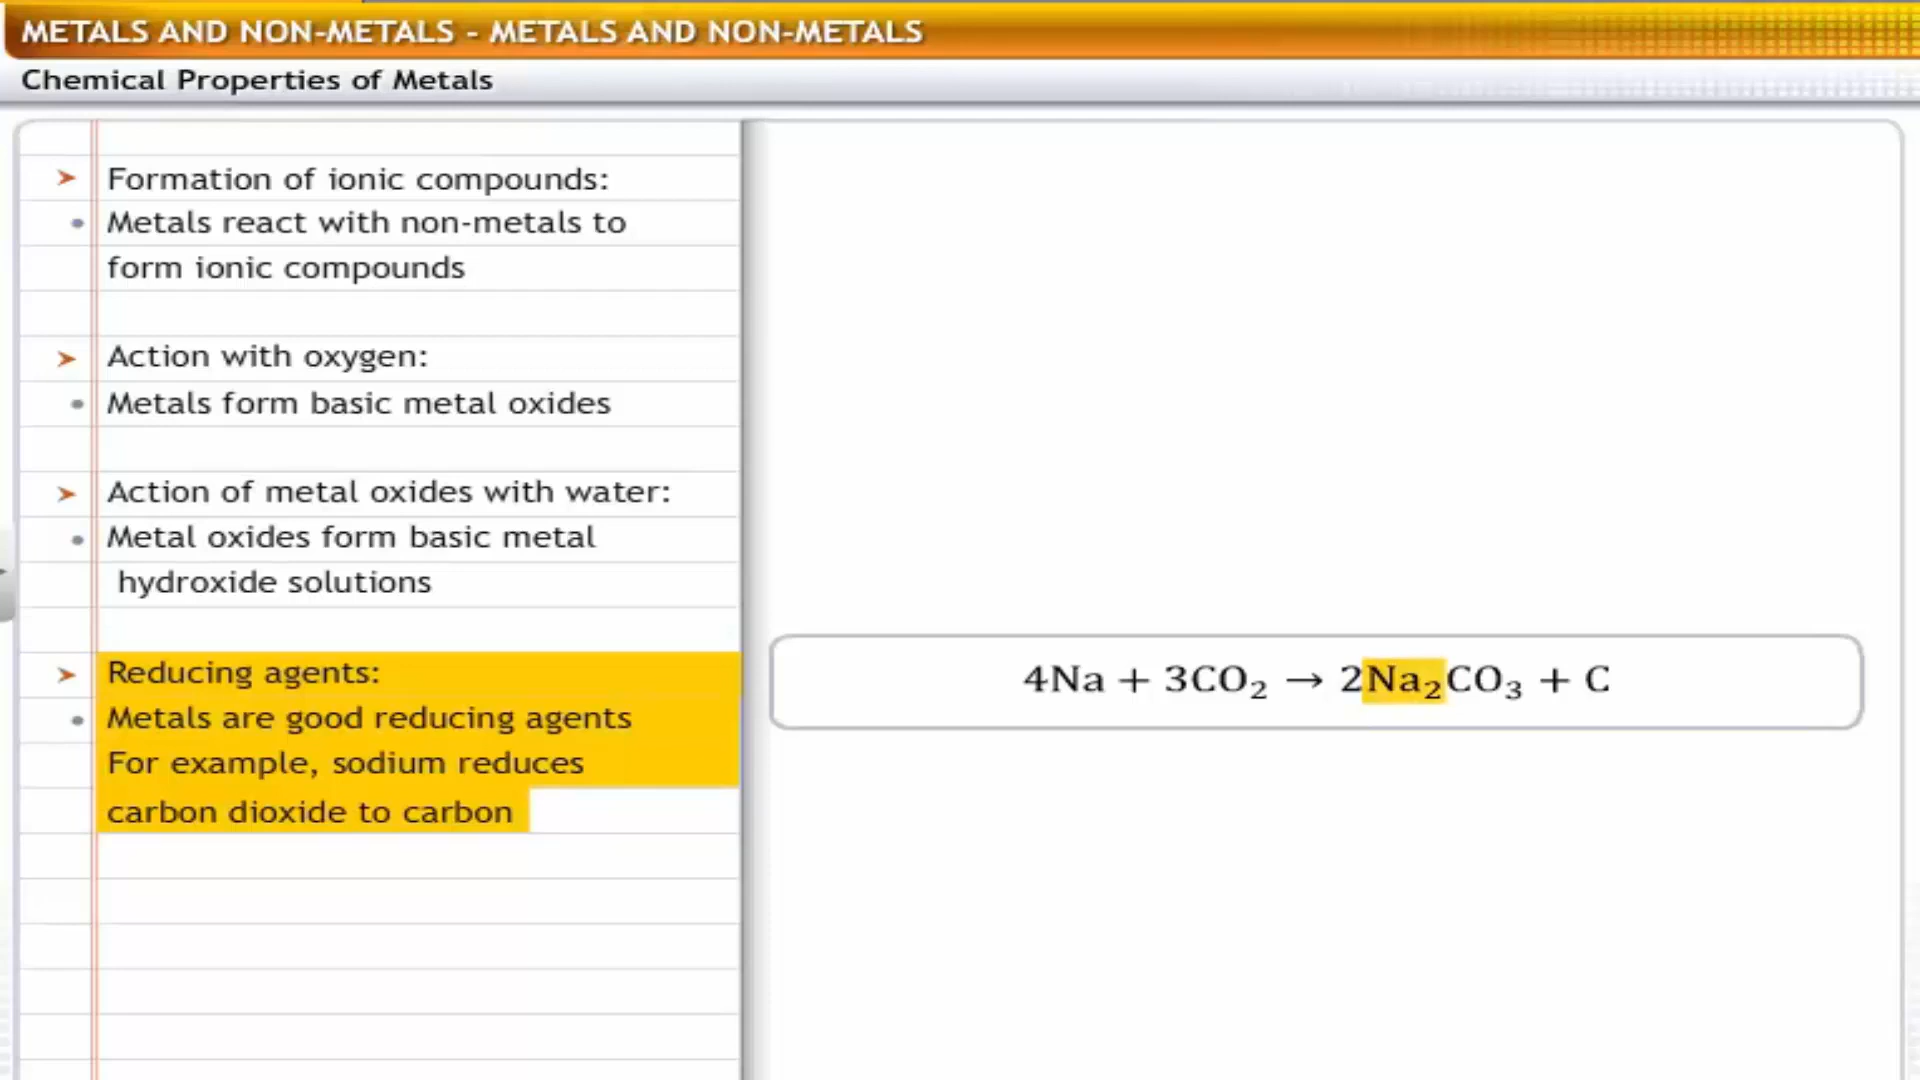 METALS AND NON-METALS - METALS AND NON-METALS
Chemical Properties of Metals
➤ Formation of ionic compounds:
• Metals react with non-metals to
form ionic compounds
➤ Action with oxygen:
• Metals form basic metal oxides
➤ Action of metal oxides with water:
• Metal oxides form basic metal
hydroxide solutions
➤ Reducing agents:
• Metals are good reducing agents
For example, sodium reduces
carbon dioxide to carbon
4Na + 3CO₂ → 2Na₂CO₃ + C